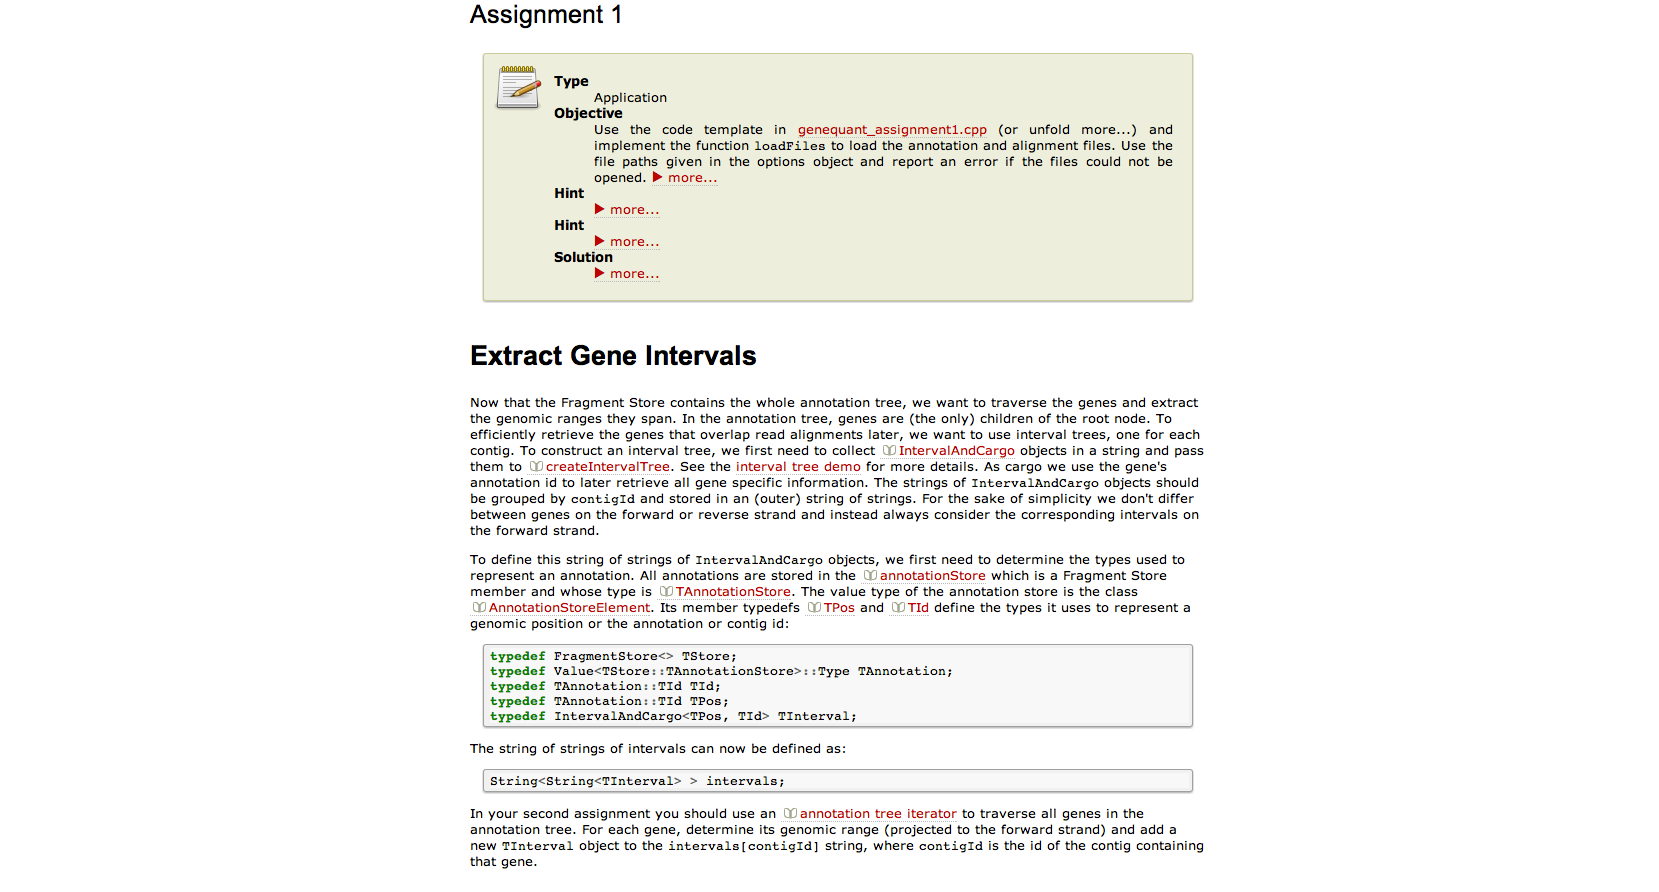 Assignment 1
Type
Application
Objective
Use the code template in genequant_assignment1.cpp (or unfold more...) and
implement the function loadFiles to load the annotation and alignment files. Use the
file paths given in the options object and report an error if the files could not be
opened. ▶ more...
Hint
▶ more...
Hint
▶ more...
Solution
▶ more...
Extract Gene Intervals
Now that the Fragment Store contains the whole annotation tree, we want to traverse the genes and extract
the genomic ranges they span. In the annotation tree, genes are (the only) children of the root node. To
efficiently retrieve the genes that overlap read alignments later, we want to use interval trees, one for each
contig. To construct an interval tree, we first need to collect IntervalAndCargo objects in a string and pass
them to createIntervalTree. See the interval tree demo for more details. As cargo we use the gene's
annotation id to later retrieve all gene specific information. The strings of IntervalAndCargo objects should
be grouped by contigId and stored in an (outer) string of strings. For the sake of simplicity we don't differ
between genes on the forward or reverse strand and instead always consider the corresponding intervals on
the forward strand.
To define this string of strings of IntervalAndCargo objects, we first need to determine the types used to
represent an annotation. All annotations are stored in the annotationStore which is a Fragment Store
member and whose type is TAnnotationStore. The value type of the annotation store is the class
AnnotationStoreElement. Its member typedefs TPos and TId define the types it uses to represent a
genomic position or the annotation or contig id:
typedef FragmentStore<> TStore;
typedef Value<TStore::TAnnotationStore>::Type TAnnotation;
typedef TAnnotation::TId TId;
typedef TAnnotation::TId TPos;
typedef IntervalAndCargo<TPos, TId> TInterval;
The string of strings of intervals can now be defined as:
String<String<TInterval> > intervals;
In your second assignment you should use an annotation tree iterator to traverse all genes in the
annotation tree. For each gene, determine its genomic range (projected to the forward strand) and add a
new TInterval object to the intervals[contigId] string, where contigId is the id of the contig containing
that gene.